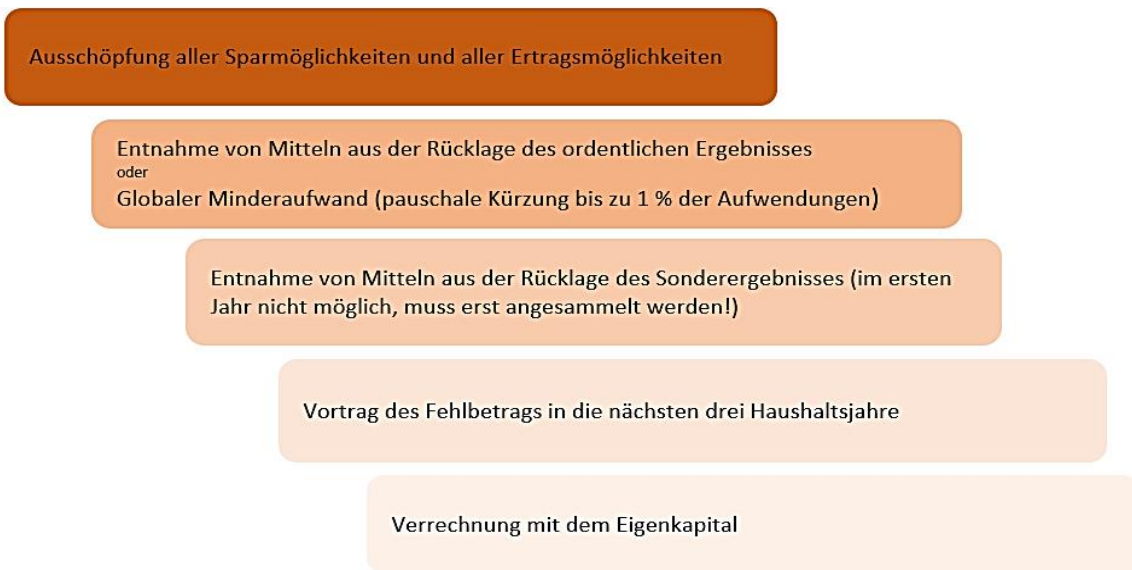 Ausschöpfung aller Sparmöglichkeiten und aller Ertragsmöglichkeiten
Entnahme von Mitteln aus der Rücklage des ordentlichen Ergebnisses
oder
Globaler Minderaufwand (pauschale Kürzung bis zu 1 % der Aufwendungen)
Entnahme von Mitteln aus der Rücklage des Sonderergebnisses (im ersten
Jahr nicht möglich, muss erst angesammelt werden!)
Vortrag des Fehlbetrags in die nächsten drei Haushaltsjahre
Verrechnung mit dem Eigenkapital